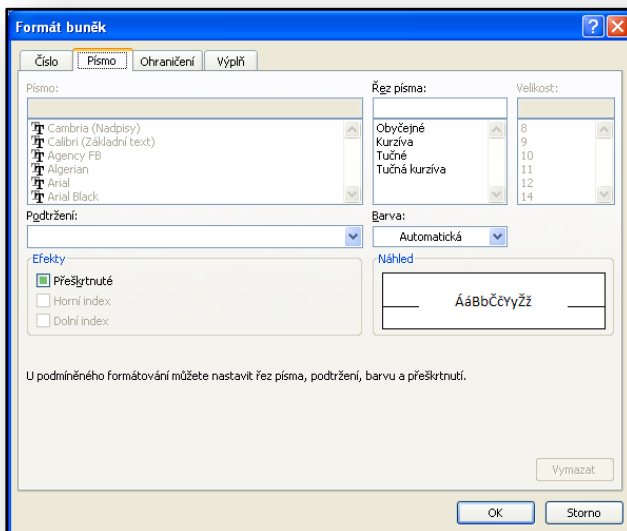 Formát buněk
Číslo Písmo Ohraničení Výplň
Písmo: Řez písma: Velikost:
Cambria (Nadpisy) Obyčejné 8
Calibri (Základní text) Kurzíva 9
Agency FB Tučné 10
Algerian Tučná kurzíva 11
Arial 12
Arial Black 14
Podtržení: Barva:
Automatická
Efekty Náhled
Přeškrtnuté
Horní index
Dolní index
ÁáBbČčYyŽž
U podmíněného formátování můžete nastavit řez písma, podtržení, barvu a přeškrtnutí.
Vymazat
OK Storno